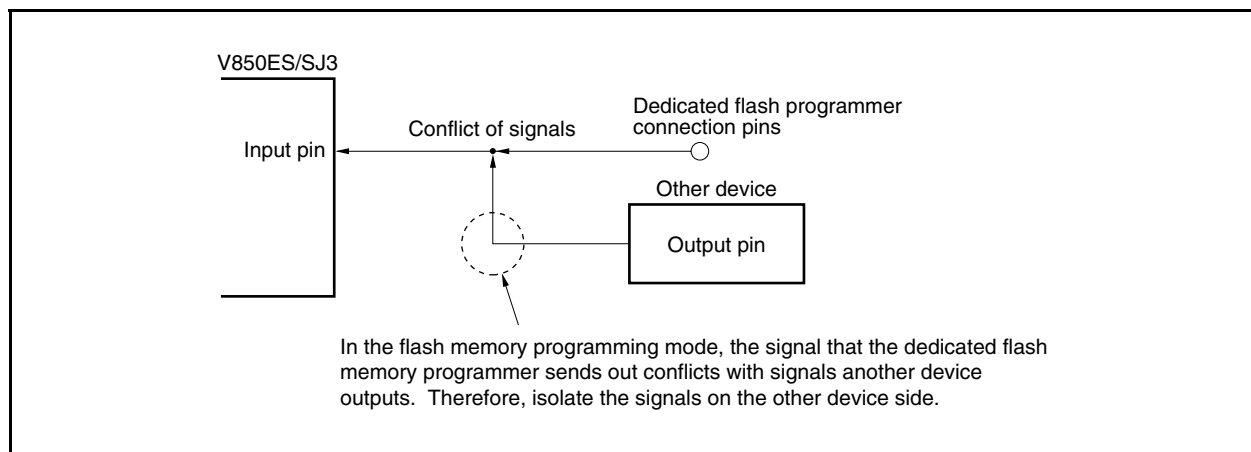 V850ES/SJ3
Dedicated flash programmer
connection pins
Conflict of signals
Input pin
Other device
Output pin
In the flash memory programming mode, the signal that the dedicated flash
memory programmer sends out conflicts with signals another device
outputs.  Therefore, isolate the signals on the other device side.